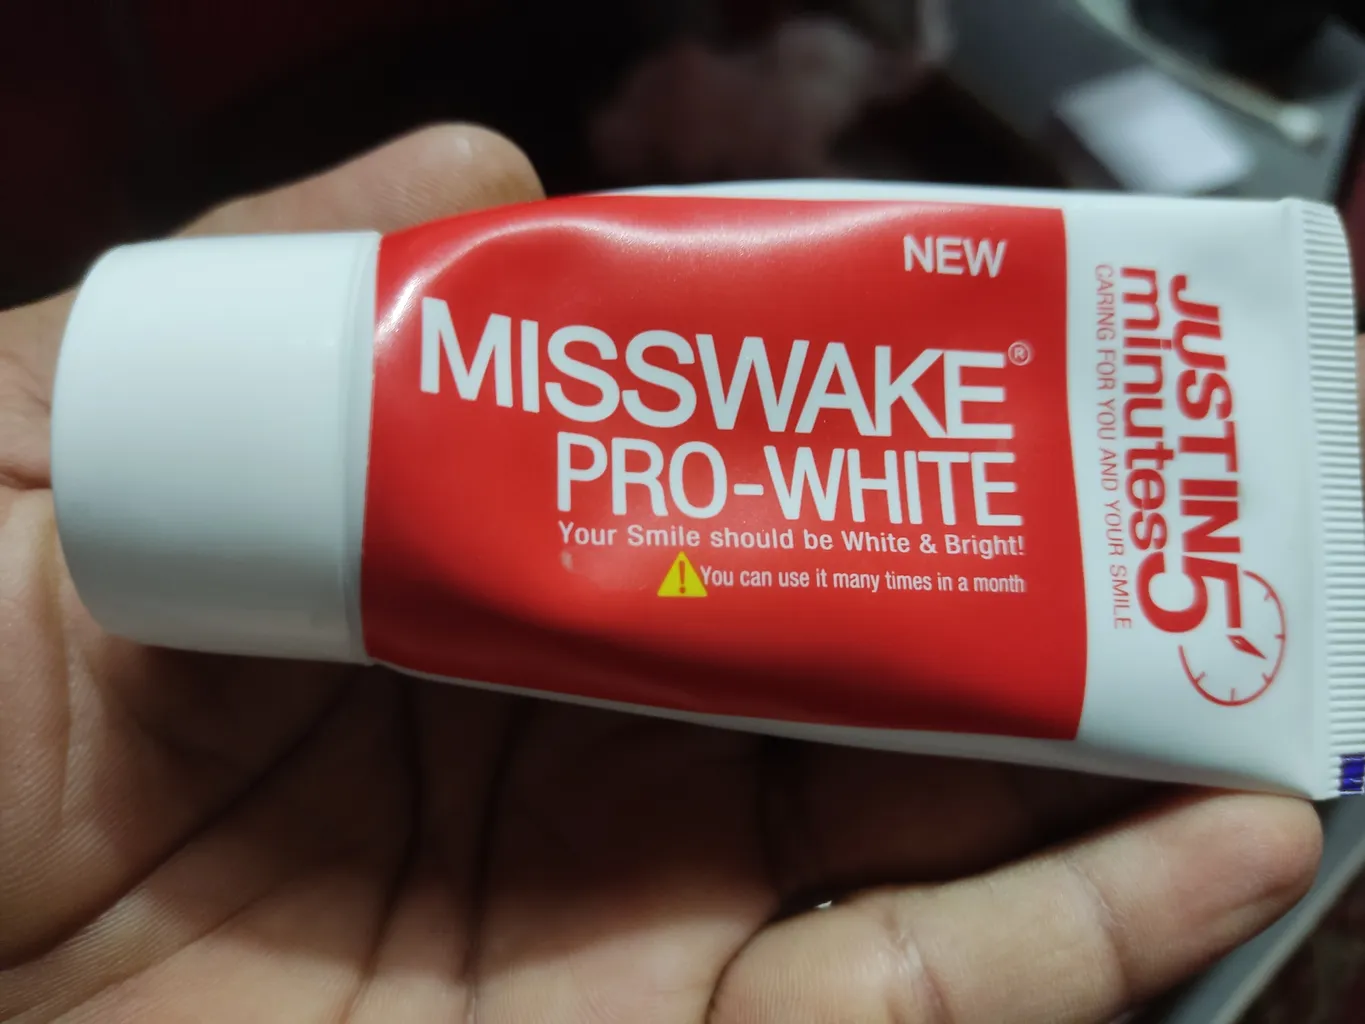 NEW
MISSWAKE®
PRO-WHITE
Your Smile should be White & Bright!
You can use it many times in a month
JUST IN 5
minutes
CARING FOR YOU AND YOUR SMILE